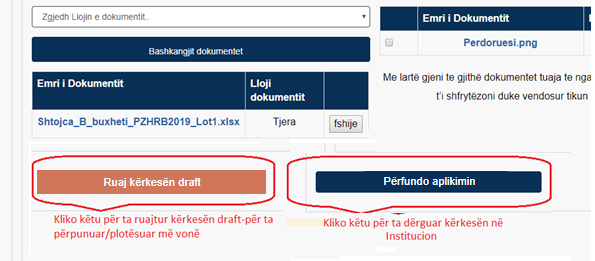 Zgjedh Llojin e dokumentit..
Bashkangjit dokumentet
Emri i Dokumentit
Lloji dokumentit
Shtojca_B_buxheti_PZHRB2019_Lot1.xlsx
Tjera
fshije
Emri i Dokumentit
Perdoruesi.png
Me lartë gjeni te gjithë dokumentet tuaja te nga
t'i shfrytëzoni duke vendosur tikun
Ruaj kërkesën draft
Përfundo aplikimin
Kliko këtu për ta ruajtur kërkesën draft-për ta
përpunuar/plotësuar më vonë
Kliko këtu për ta dërguar kërkesën në
Institucion